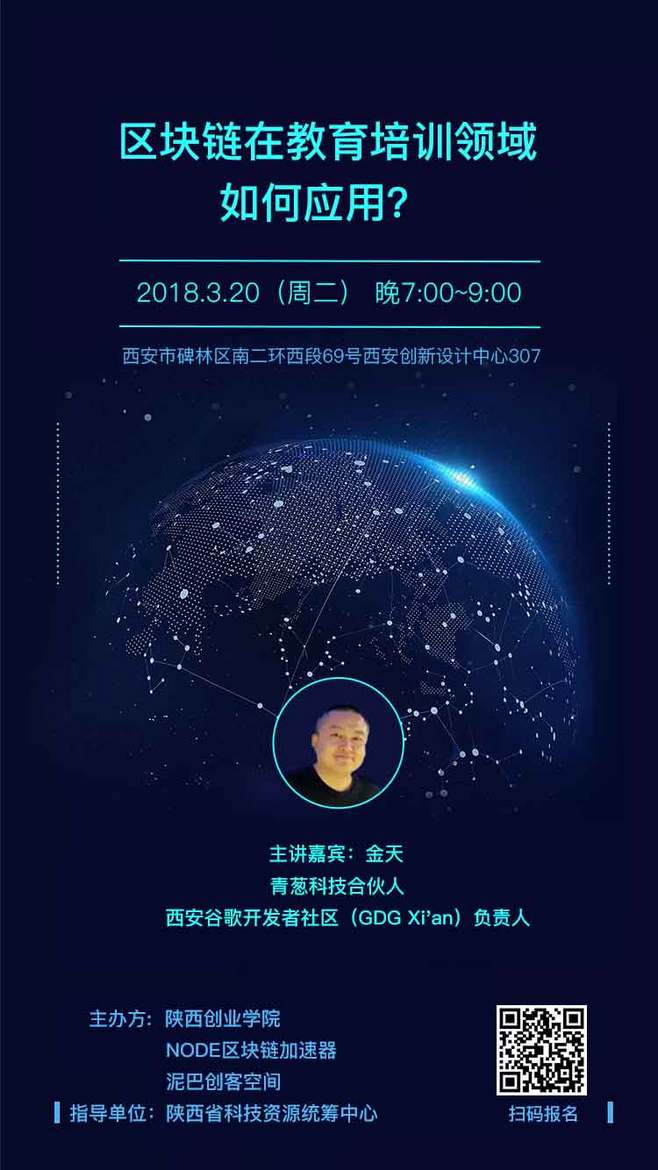 区块链在教育培训领域
如何应用？
2018.3.20（周二） 晚7:00~9:00
西安市碑林区南二环西段69号西安创新设计中心307
主讲嘉宾：金天
青葱科技合伙人
西安谷歌开发者社区（GDG Xi’an）负责人
主办方：陕西创业学院
NODE区块链加速器
泥巴创客空间
指导单位：陕西省科技资源统筹中心
扫码报名